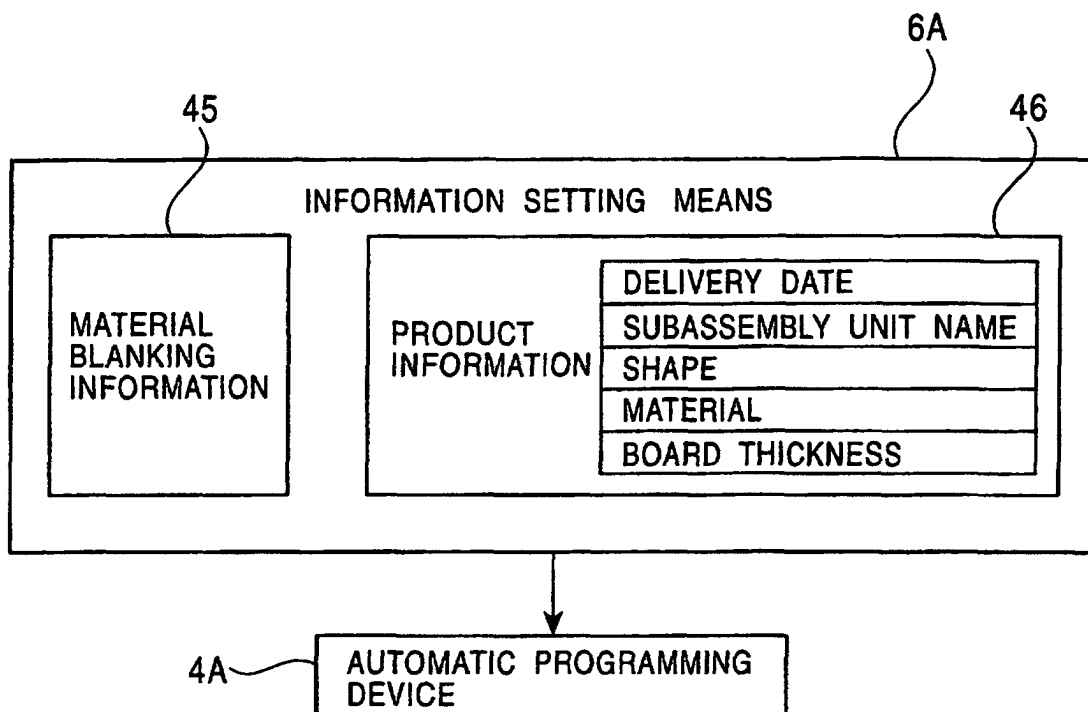 6A
45
46
INFORMATION SETTING MEANS
MATERIAL
BLANKING
INFORMATION
PRODUCT
INFORMATION
DELIVERY DATE
SUBASSEMBLY UNIT NAME
SHAPE
MATERIAL
BOARD THICKNESS
4A
AUTOMATIC PROGRAMMING
DEVICE